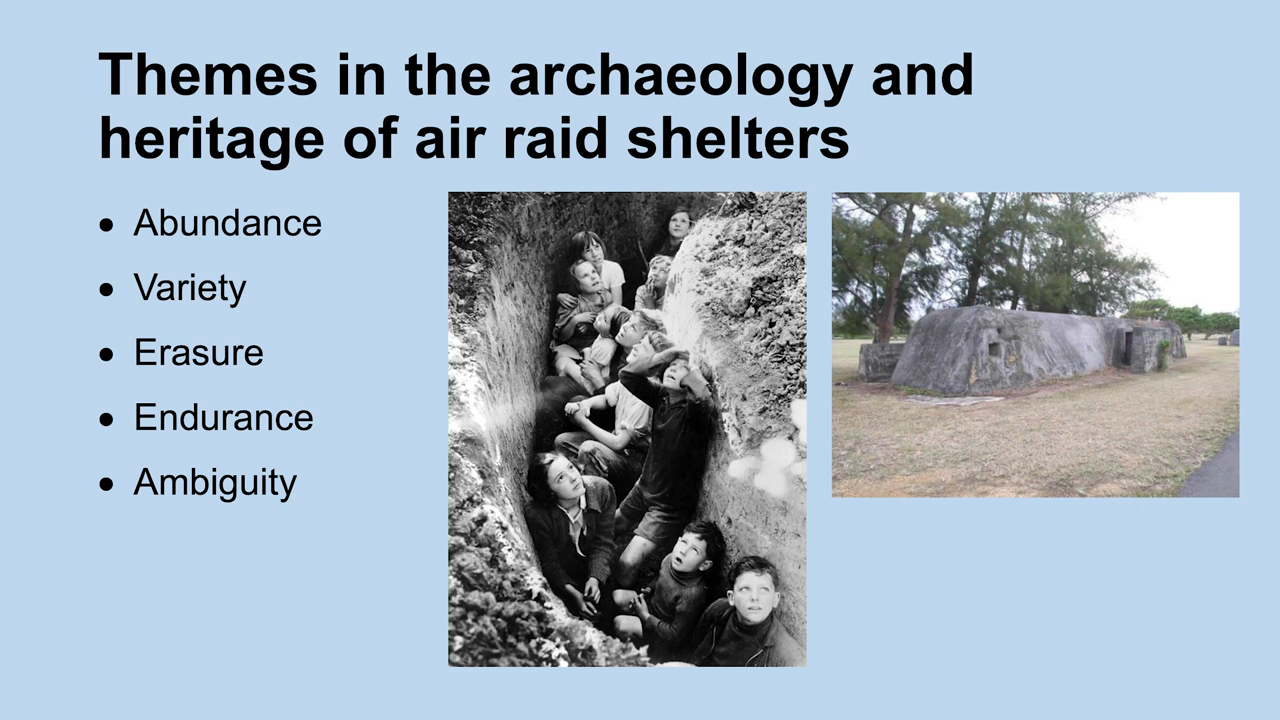 Themes in the archaeology and
heritage of air raid shelters
• Abundance
• Variety
• Erasure
• Endurance
• Ambiguity